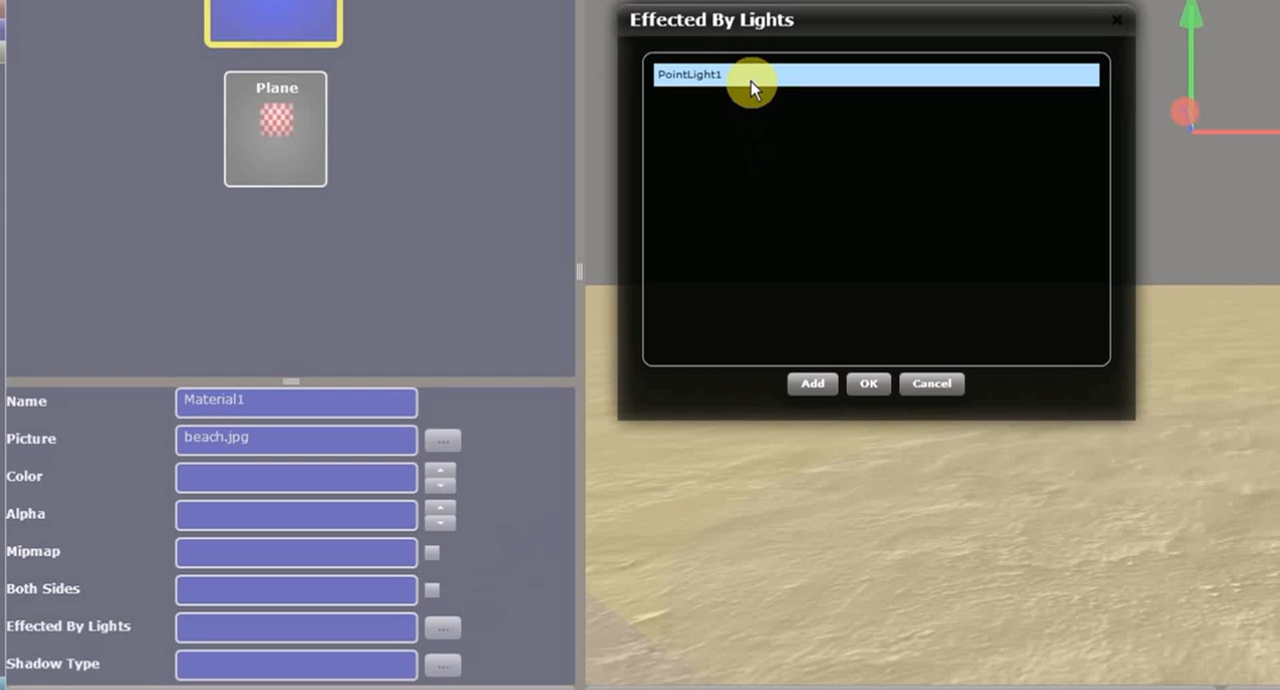 Effected By Lights
PointLight1
Add
OK
Cancel
Plane
Name
Material1
Picture
beach.jpg
...
Color
Alpha
Mipmap
Both Sides
Effected By Lights
...
Shadow Type
...